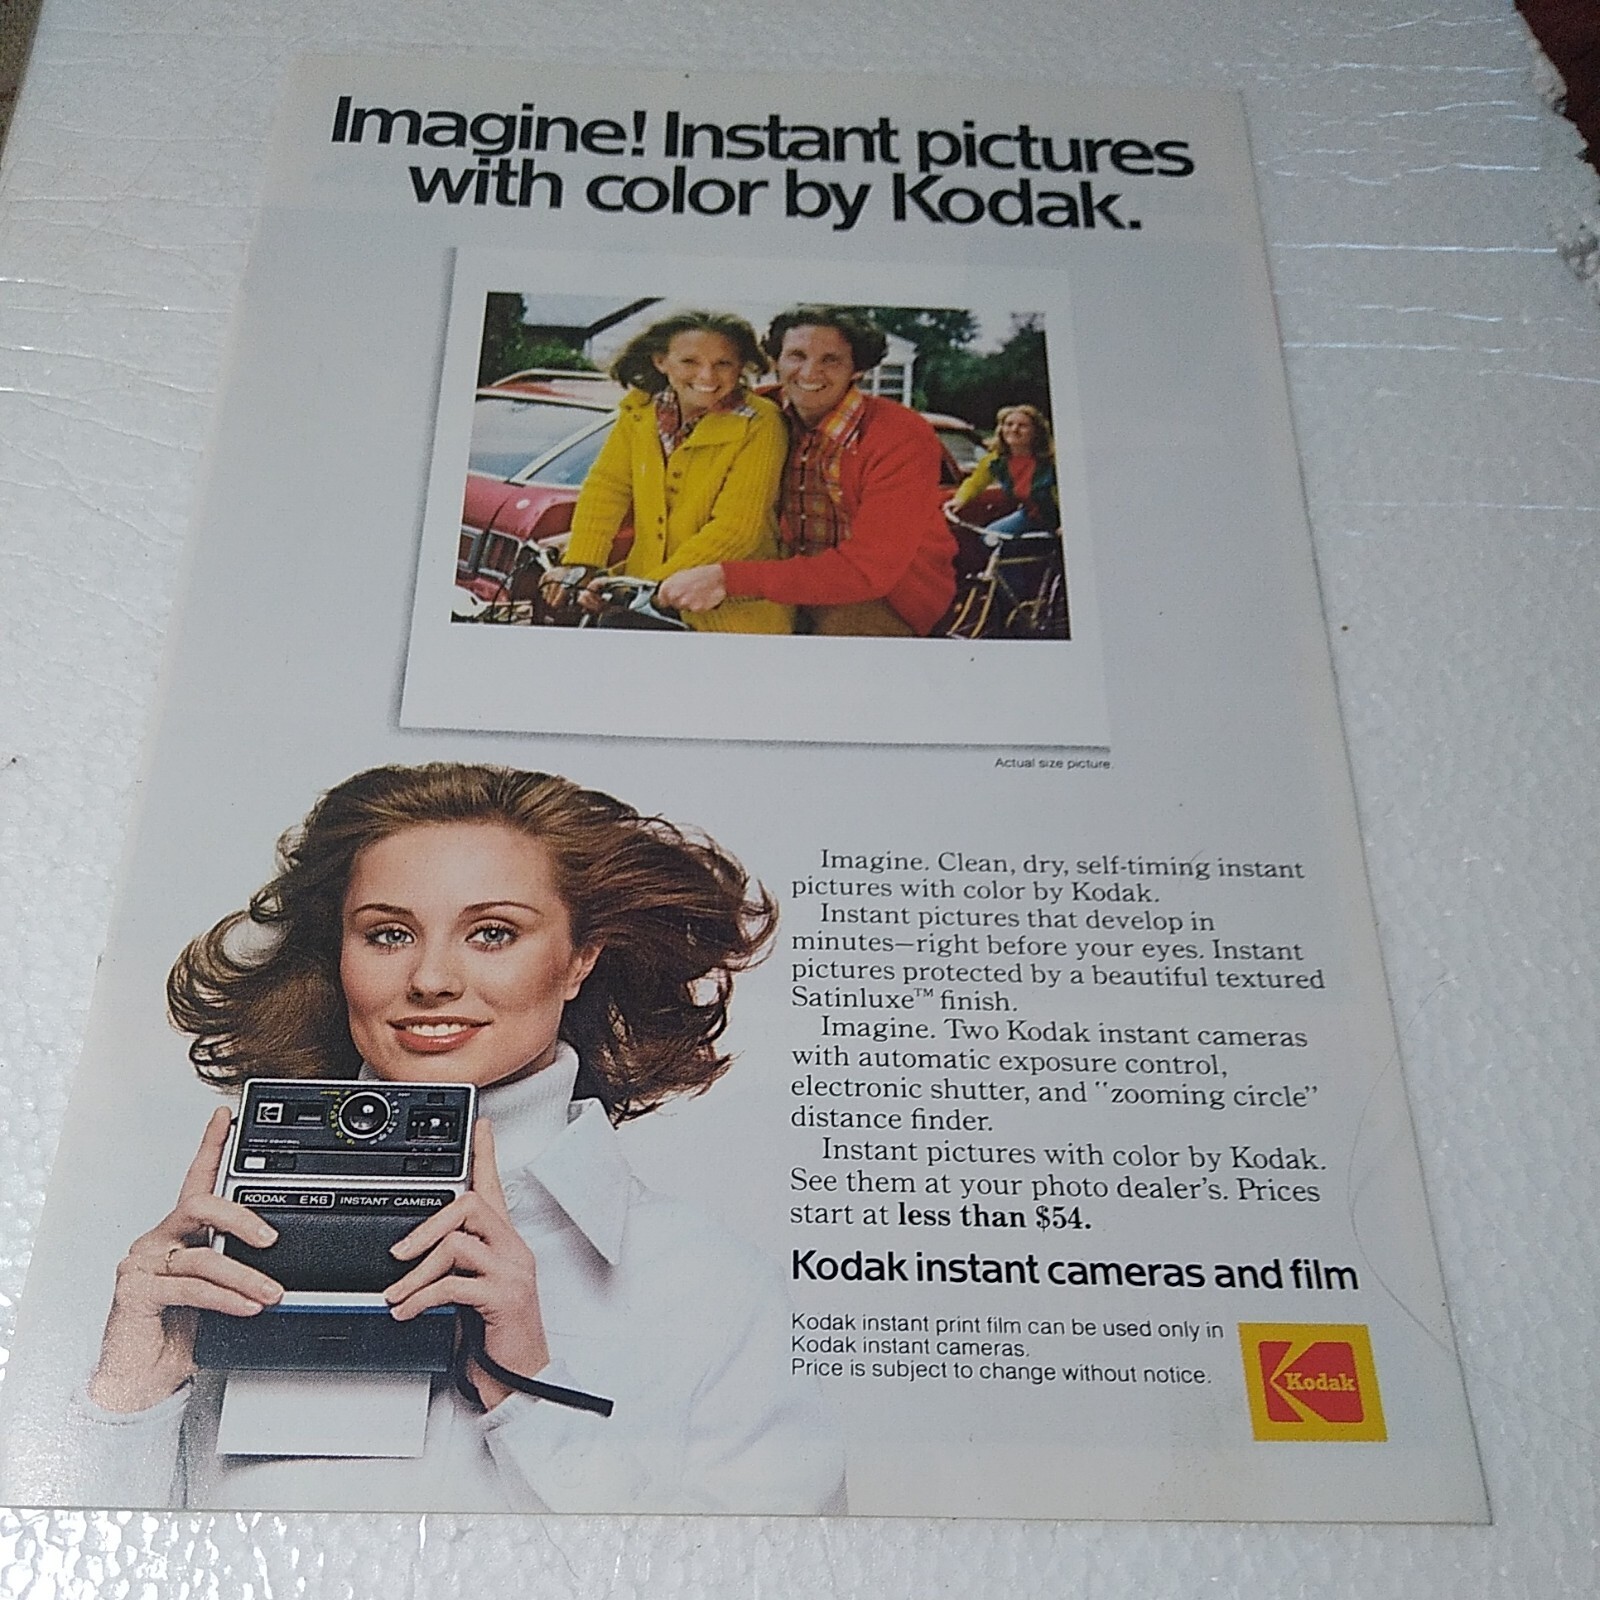 Imagine! Instant pictures
with color by Kodak.
Actual size picture.
Imagine. Clean, dry, self-timing instant
pictures with color by Kodak.
Instant pictures that develop in
minutes—right before your eyes. Instant
pictures protected by a beautiful textured
Satinluxe™ finish.
Imagine. Two Kodak instant cameras
with automatic exposure control,
electronic shutter, and "zooming circle"
distance finder.
Instant pictures with color by Kodak.
See them at your photo dealer's. Prices
start at less than $54.
Kodak instant cameras and film
Kodak instant print film can be used only in
Kodak instant cameras.
Price is subject to change without notice.
Kodak
KODAK EK6 INSTANT CAMERA